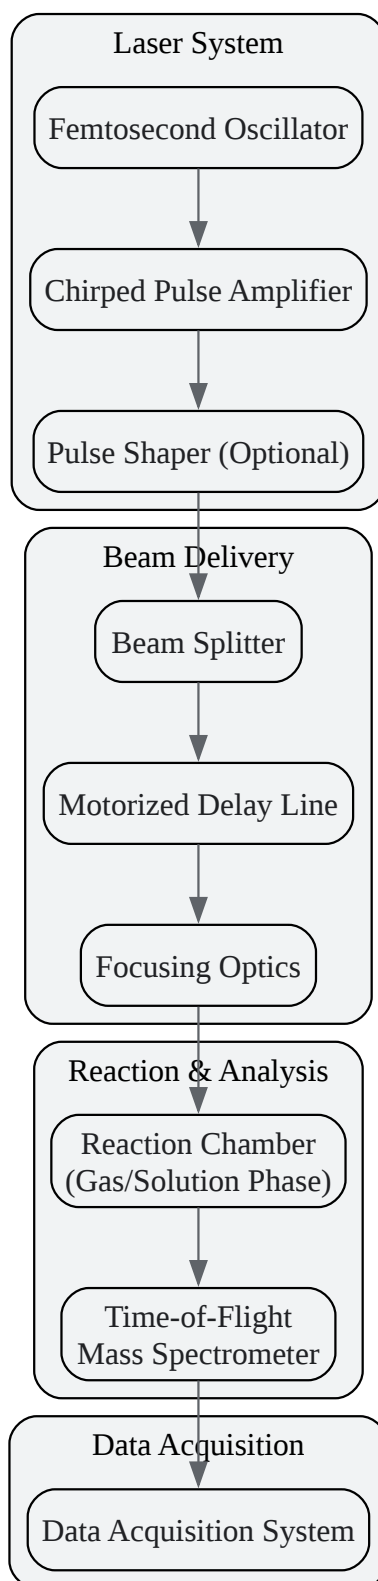 Laser System
Femtosecond Oscillator
Chirped Pulse Amplifier
Pulse Shaper (Optional)
Beam Delivery
Beam Splitter
Motorized Delay Line
Focusing Optics
Reaction & Analysis
Reaction Chamber
(Gas/Solution Phase)
Time-of-Flight
Mass Spectrometer
Data Acquisition
Data Acquisition System